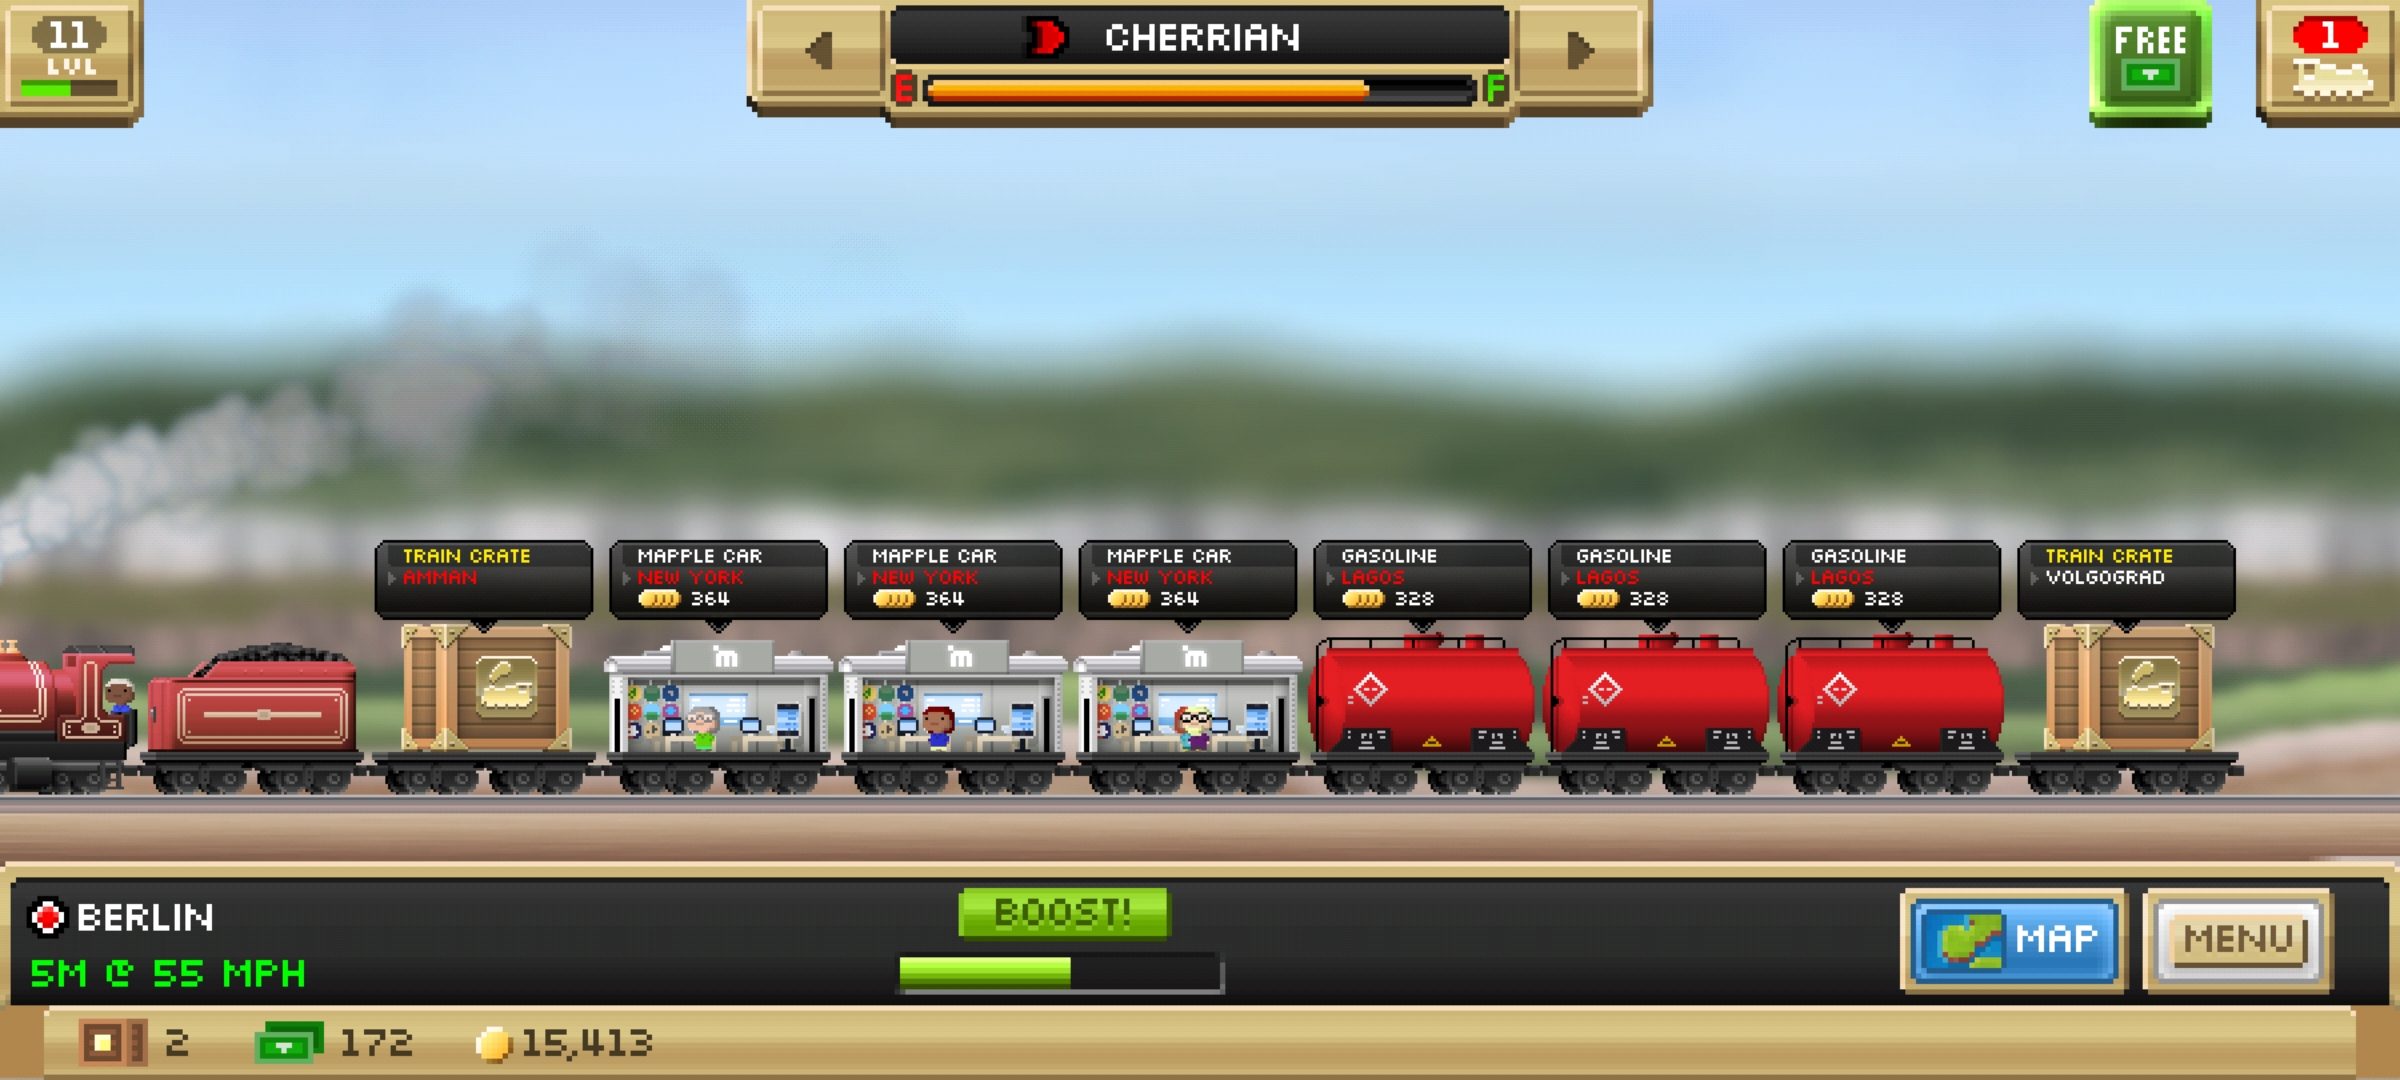 11
LVL
CHERRIAN
E
F
FREE
1
TRAIN CRATE
AMMAN
MAPPLE CAR
NEW YORK
364
MAPPLE CAR
NEW YORK
364
MAPPLE CAR
NEW YORK
364
GASOLINE
LAGOS
328
GASOLINE
LAGOS
328
GASOLINE
LAGOS
328
TRAIN CRATE
VOLGOGRAD
m
m
m
BERLIN
5M @ 55 MPH
BOOST!
MAP
MENU
2
172
15,413